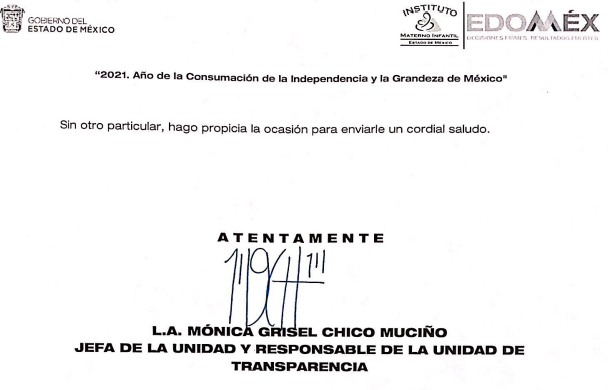 GOBIERNO DEL
ESTADO DE MÉXICO
INSTITUTO
MATERNO INFANTIL
ESTADO DE MÉXICO
EDOMÉX
DECISIONES FIRMES, RESULTADOS FUERTES.
"2021. Año de la Consumación de la Independencia y la Grandeza de México"
Sin otro particular, hago propicia la ocasión para enviarle un cordial saludo.
ATENTAMENTE
L.A. MÓNICA GRISEL CHICO MUCIÑO
JEFA DE LA UNIDAD Y RESPONSABLE DE LA UNIDAD DE
TRANSPARENCIA